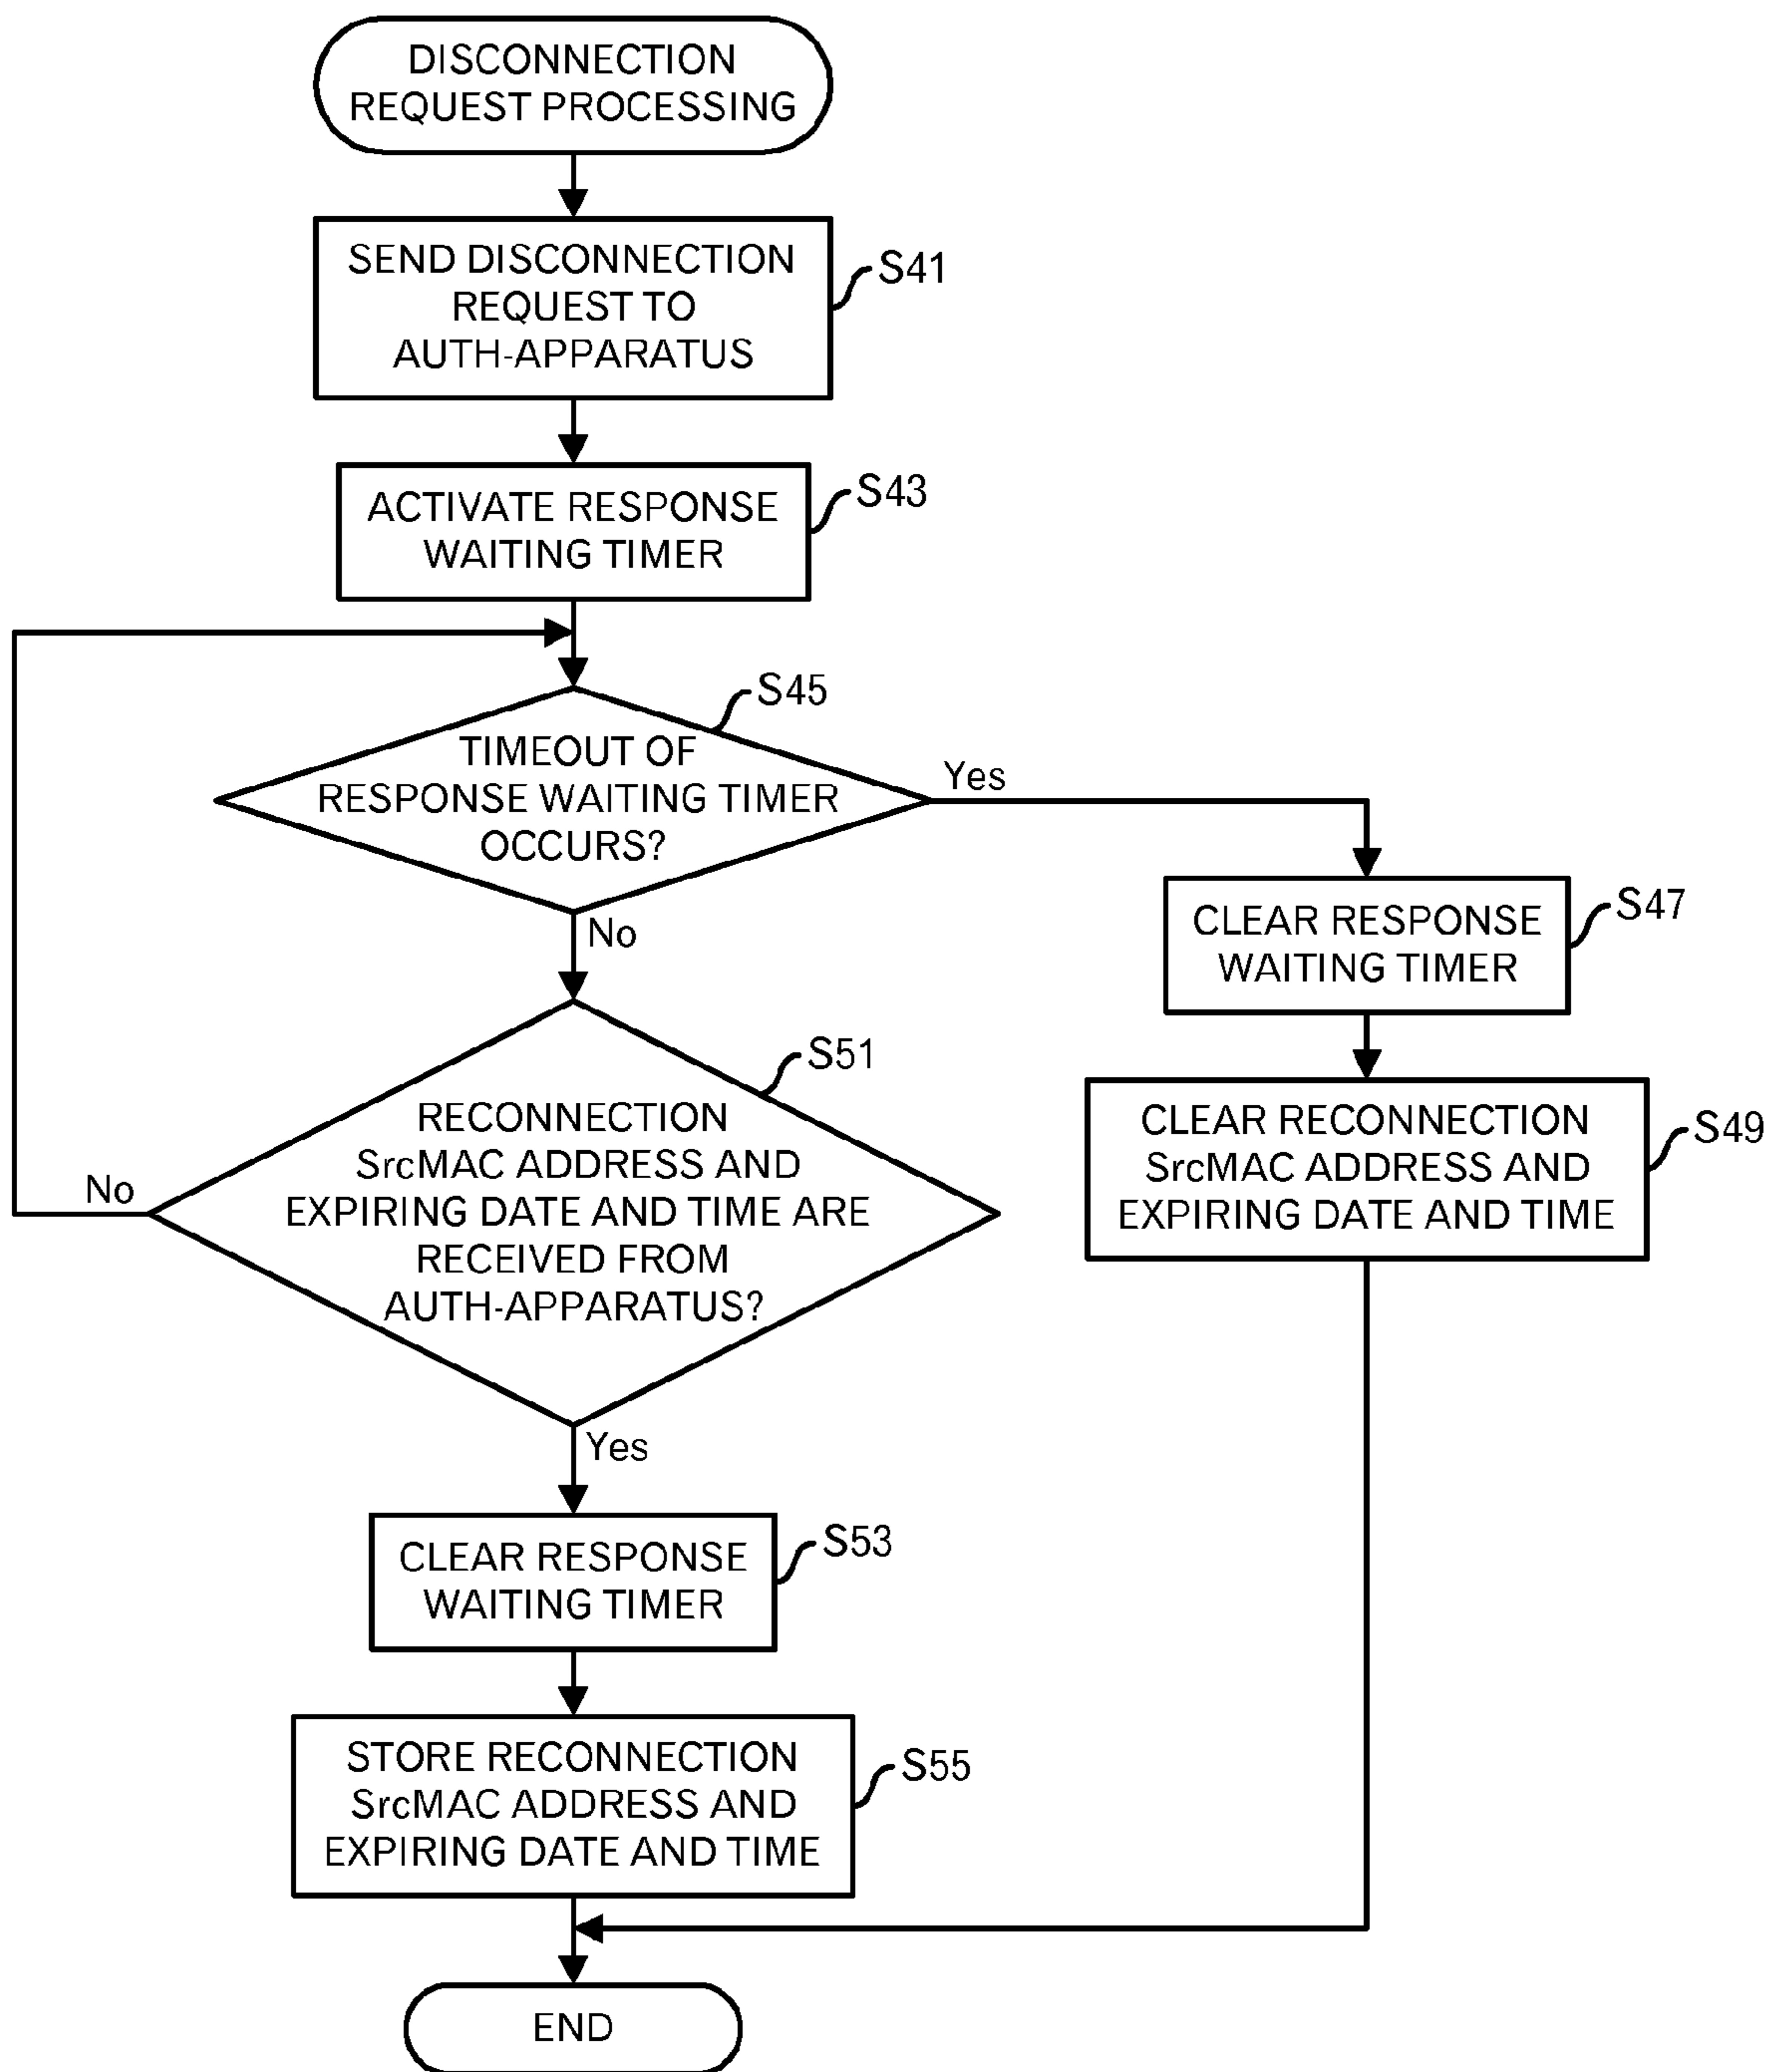 DISCONNECTION
REQUEST PROCESSING
SEND DISCONNECTION
REQUEST TO
AUTH-APPARATUS
S41
ACTIVATE RESPONSE
WAITING TIMER
S43
S45
TIMEOUT OF
RESPONSE WAITING TIMER
OCCURS?
Yes
No
CLEAR RESPONSE
WAITING TIMER
S47
CLEAR RECONNECTION
SrcMAC ADDRESS AND
EXPIRING DATE AND TIME
S49
S51
RECONNECTION
SrcMAC ADDRESS AND
EXPIRING DATE AND TIME ARE
RECEIVED FROM
AUTH-APPARATUS?
No
Yes
CLEAR RESPONSE
WAITING TIMER
S53
STORE RECONNECTION
SrcMAC ADDRESS AND
EXPIRING DATE AND TIME
S55
END